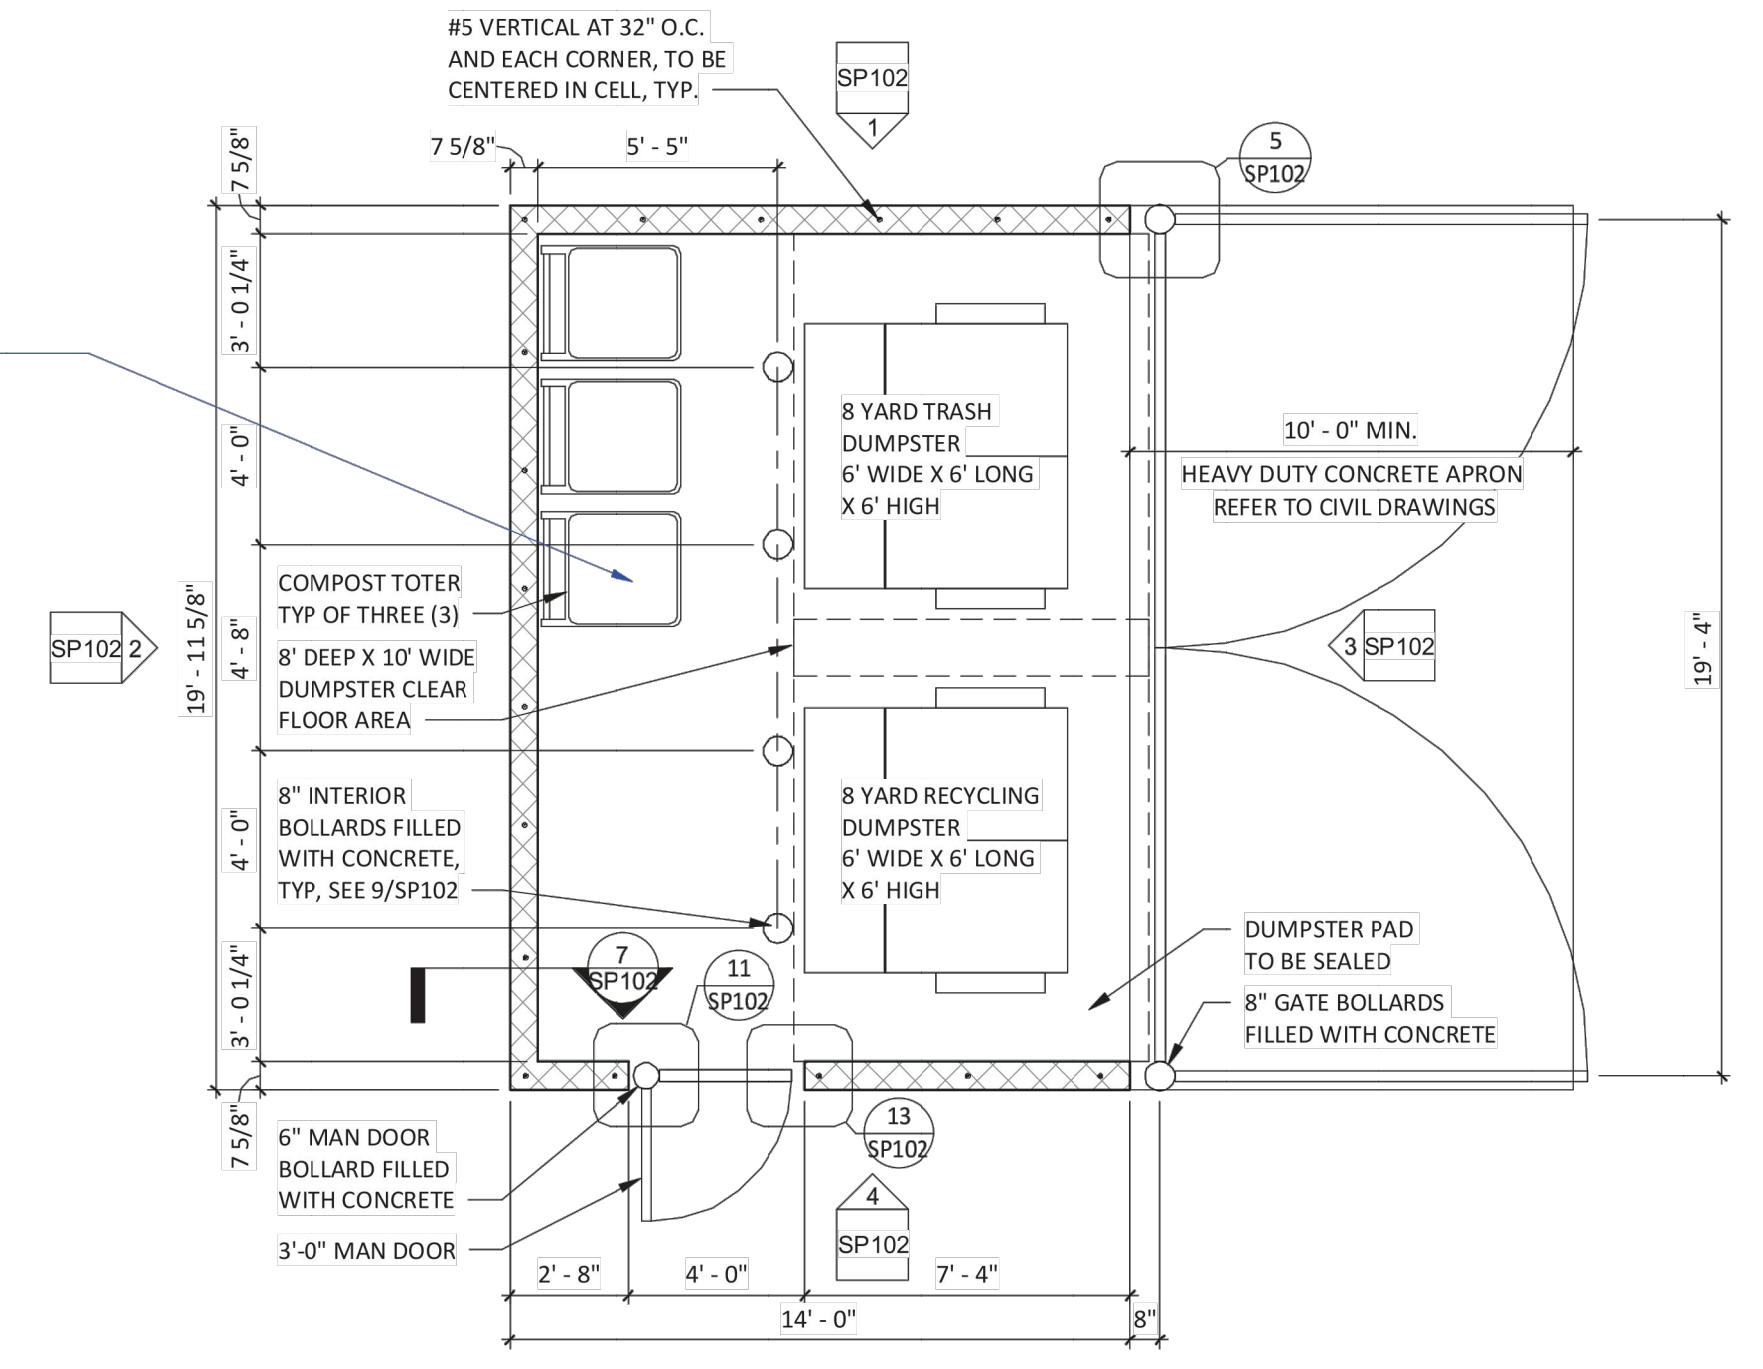 #5 VERTICAL AT 32" O.C.
AND EACH CORNER, TO BE
CENTERED IN CELL, TYP.
SP102
1
7 5/8"
7 5/8"
5' - 5"
5
SP102
3' - 0 1/4"
4' - 0"
4' - 8"
4' - 0"
3' - 0 1/4"
7 5/8"
19' - 11 5/8"
SP102 2
8 YARD TRASH
DUMPSTER
6' WIDE X 6' LONG
X 6' HIGH
10' - 0" MIN.
HEAVY DUTY CONCRETE APRON
REFER TO CIVIL DRAWINGS
COMPOST TOTER
TYP OF THREE (3)
8' DEEP X 10' WIDE
DUMPSTER CLEAR
FLOOR AREA
3 SP102
19' - 4"
8" INTERIOR
BOLLARDS FILLED
WITH CONCRETE,
TYP, SEE 9/SP102
8 YARD RECYCLING
DUMPSTER
6' WIDE X 6' LONG
X 6' HIGH
7
SP102
11
SP102
DUMPSTER PAD
TO BE SEALED
8" GATE BOLLARDS
FILLED WITH CONCRETE
13
SP102
6" MAN DOOR
BOLLARD FILLED
WITH CONCRETE
3'-0" MAN DOOR
4
SP102
2' - 8"
4' - 0"
7' - 4"
14' - 0"
8"